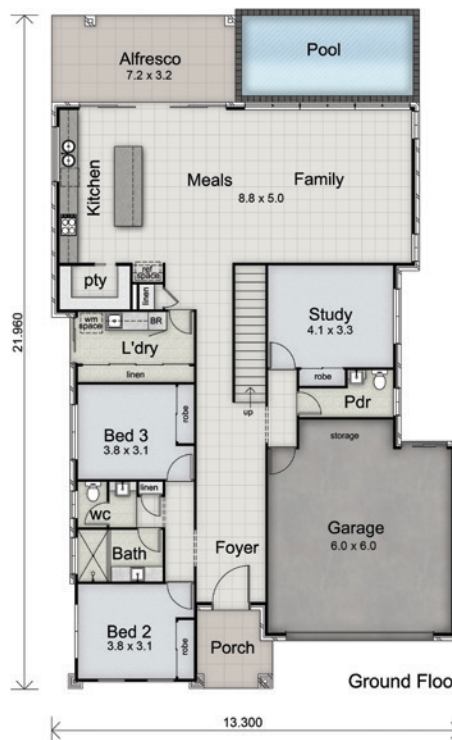 Alfresco
7.2 x 3.2
Pool
Kitchen
Meals
Family
8.8 x 5.0
21.960
pty
ref
space
linen
wm
space
BR
L'dry
linen
Study
4.1 x 3.3
robe
Pdr
up
Bed 3
3.8 x 3.1
robe
storage
Garage
6.0 x 6.0
linen
wc
Bath
Foyer
Bed 2
3.8 x 3.1
robe
Porch
Ground Floo
13.300